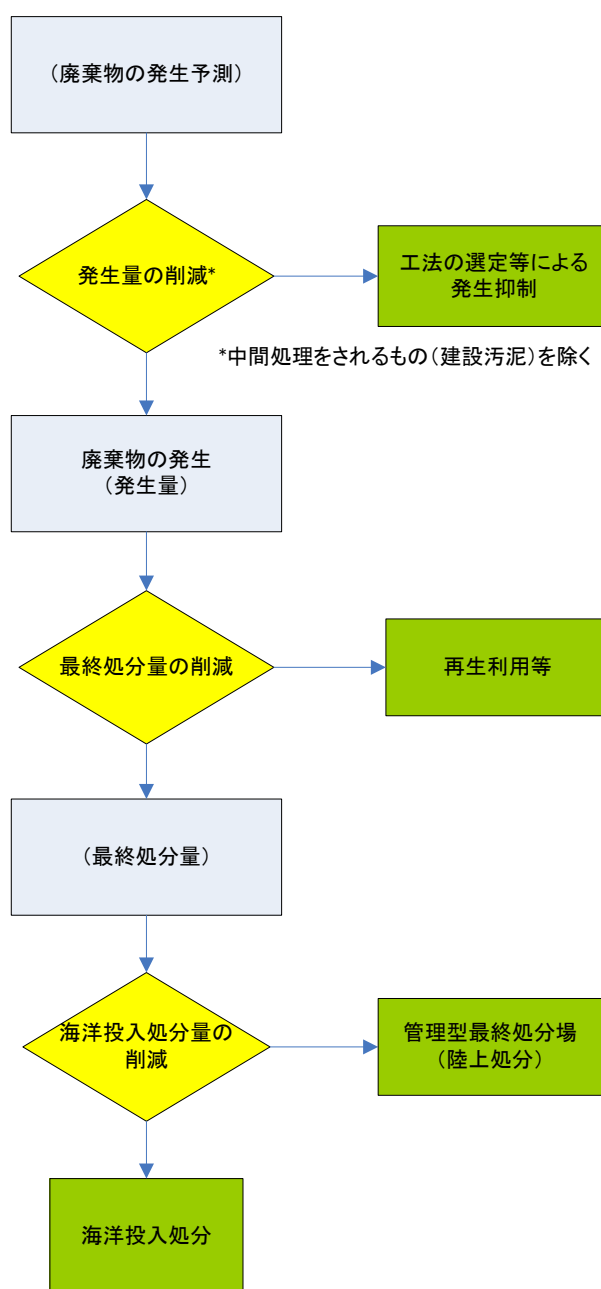 （廃棄物の発生予測）
発生量の削減*
工法の選定等による
発生抑制
*中間処理をされるもの（建設汚泥）を除く
廃棄物の発生
（発生量）
最終処分量の削減
再生利用等
（最終処分量）
海洋投入処分量の
削減
管理型最終処分場
（陸上処分）
海洋投入処分